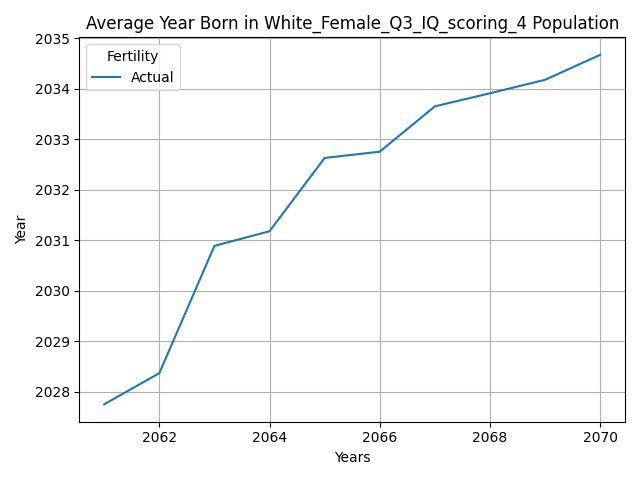 Average Year Born in White_Female_Q3_IQ_scoring_4 Population
2035
2034
2033
2032
2031
2030
2029
2028
Year
Fertility
Actual
2062 2064 2066 2068 2070
Years